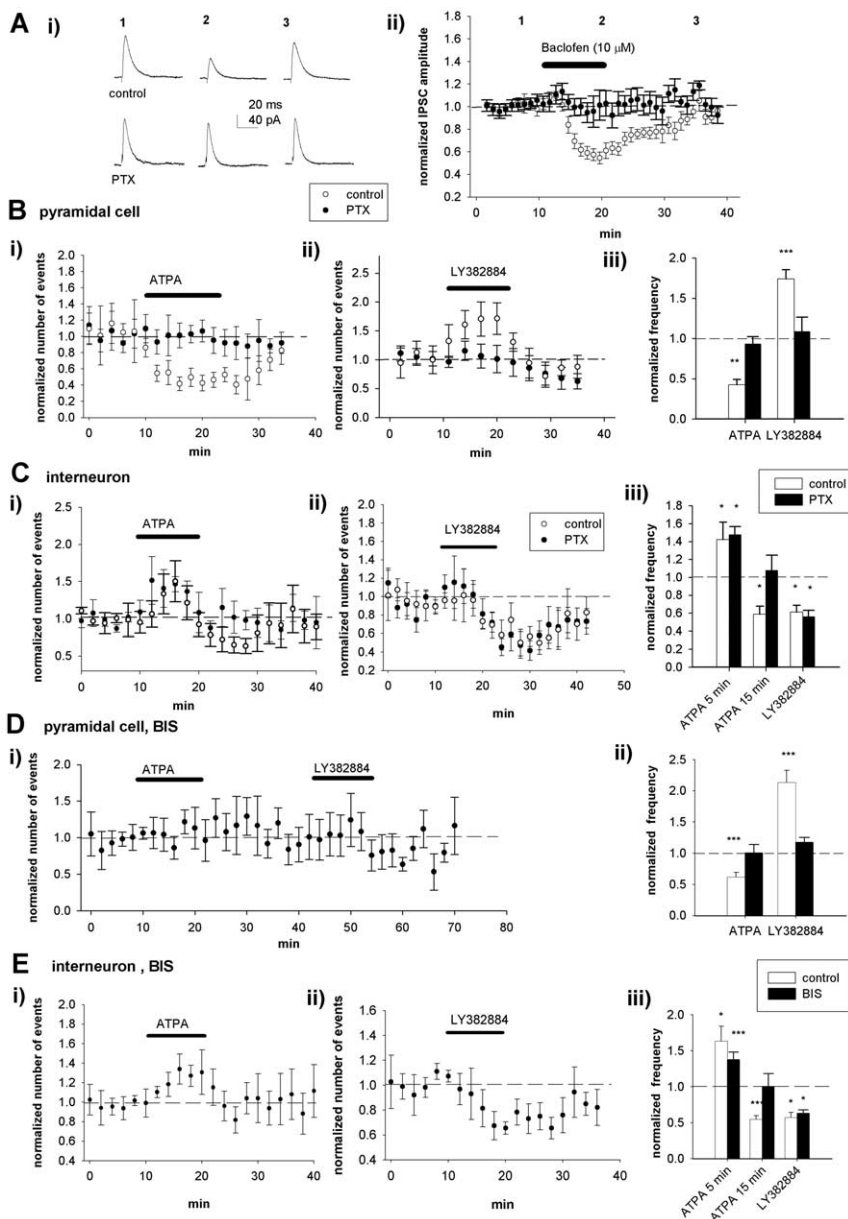 A
i)
1 2 3
control
20 ms
40 pA
PTX
ii)
1 2 3
Baclofen (10 μM)
normalized IPSC amplitude
1.8
1.6
1.4
1.2
1.0
0.8
0.6
0.4
0.2
0 10 20 30 40
min
control
PTX
B pyramidal cell
i)
ATPA
normalized number of events
2.0
1.8
1.6
1.4
1.2
1.0
0.8
0.6
0.4
0.2
0.0
0 10 20 30 40
min
ii)
LY382884
normalized number of events
2.5
2.0
1.5
1.0
0.5
0.0
0 10 20 30 40
min
iii)
normalized frequency
2.0
1.5
1.0
0.5
0.0
**
***
ATPA LY382884
C interneuron
i)
ATPA
normalized number of events
2.5
2.0
1.5
1.0
0.5
0 10 20 30 40
min
ii)
LY382884
control
PTX
normalized number of events
2.0
1.8
1.6
1.4
1.2
1.0
0.8
0.6
0.4
0.2
0 10 20 30 40 50
min
iii)
control
PTX
normalized frequency
1.8
1.6
1.4
1.2
1.0
0.8
0.6
0.4
0.2
0.0
* * * * *
ATPA 5 min
ATPA 15 min
LY382884
D pyramidal cell, BIS
i)
ATPA
LY382884
normalized number of events
2.0
1.5
1.0
0.5
0.0
0 10 20 30 40 50 60 70 80
min
ii)
normalized frequency
2.5
2.0
1.5
1.0
0.5
0.0
***
***
ATPA LY382884
E interneuron , BIS
i)
ATPA
normalized number of events
2.0
1.8
1.6
1.4
1.2
1.0
0.8
0.6
0.4
0 10 20 30 40
min
ii)
LY382884
normalized number of events
1.6
1.4
1.2
1.0
0.8
0.6
0.4
0 10 20 30 40
min
iii)
control
BIS
normalized frequency
2.0
1.5
1.0
0.5
0.0
* *** *** * *
ATPA 5 min
ATPA 15 min
LY382884